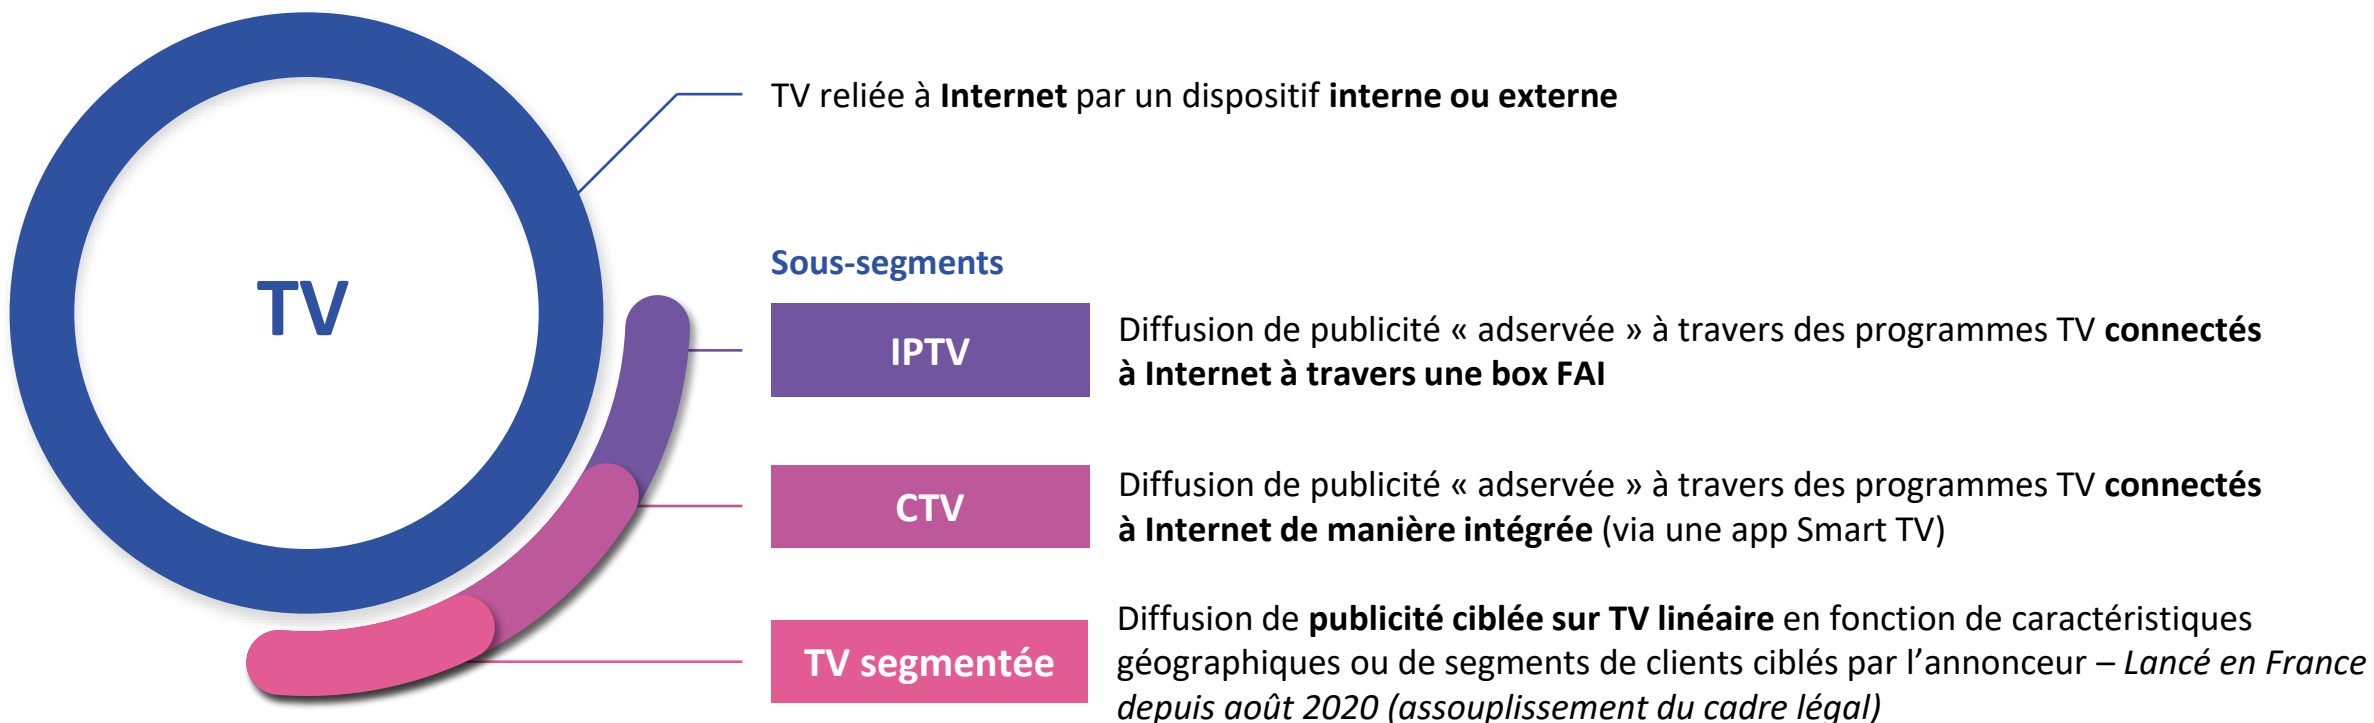 TV
TV reliée à Internet par un dispositif interne ou externe
Sous-segments
IPTV
Diffusion de publicité « adservée » à travers des programmes TV connectés
à Internet à travers une box FAI
CTV
Diffusion de publicité « adservée » à travers des programmes TV connectés
à Internet de manière intégrée (via une app Smart TV)
TV segmentée
Diffusion de publicité ciblée sur TV linéaire en fonction de caractéristiques
géographiques ou de segments de clients ciblés par l’annonceur – Lancé en France
depuis août 2020 (assouplissement du cadre légal)